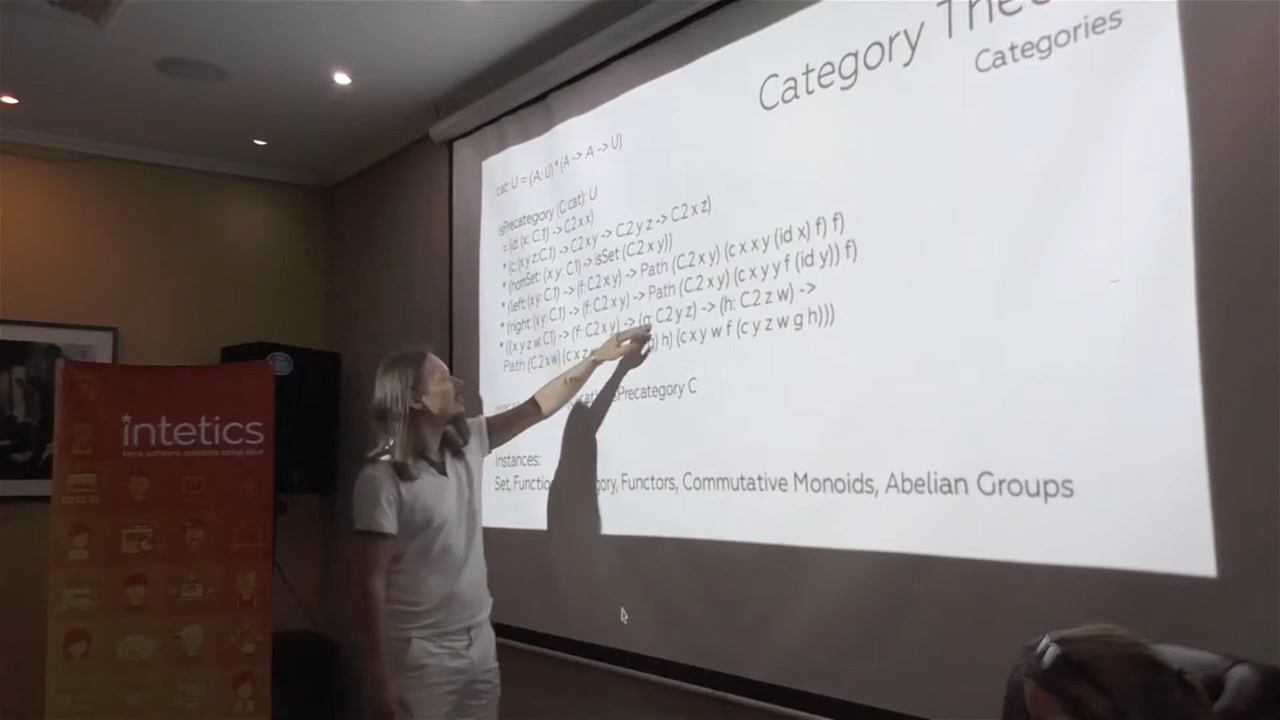 Category
Categories
cat: U = (A: U) * (A -> A -> U)
isPrecategory (C: cat): U
= (id: (x: C.1) -> C.2 x x)
* (c: (x y z: C.1) -> C.2 x y -> C.2 y z -> C.2 x z)
* (homSet: (x y: C.1) -> isSet (C.2 x y))
* (left: (x y: C.1) -> (f: C.2 x y) -> Path (C.2 x y) (c x x y (id x) f) f)
* (right: (x y: C.1) -> (f: C.2 x y) -> Path (C.2 x y) (c x y y f (id y)) f)
* ((x y z w: C.1) -> (f: C.2 x y) -> (g: C.2 y z) -> (h: C.2 z w) ->
Path (C.2 x w) (c x z h) (c x y w f (c y z w g h)))
C
Instances:
Set, Functors, Commutative Monoids, Abelian Groups
intetics